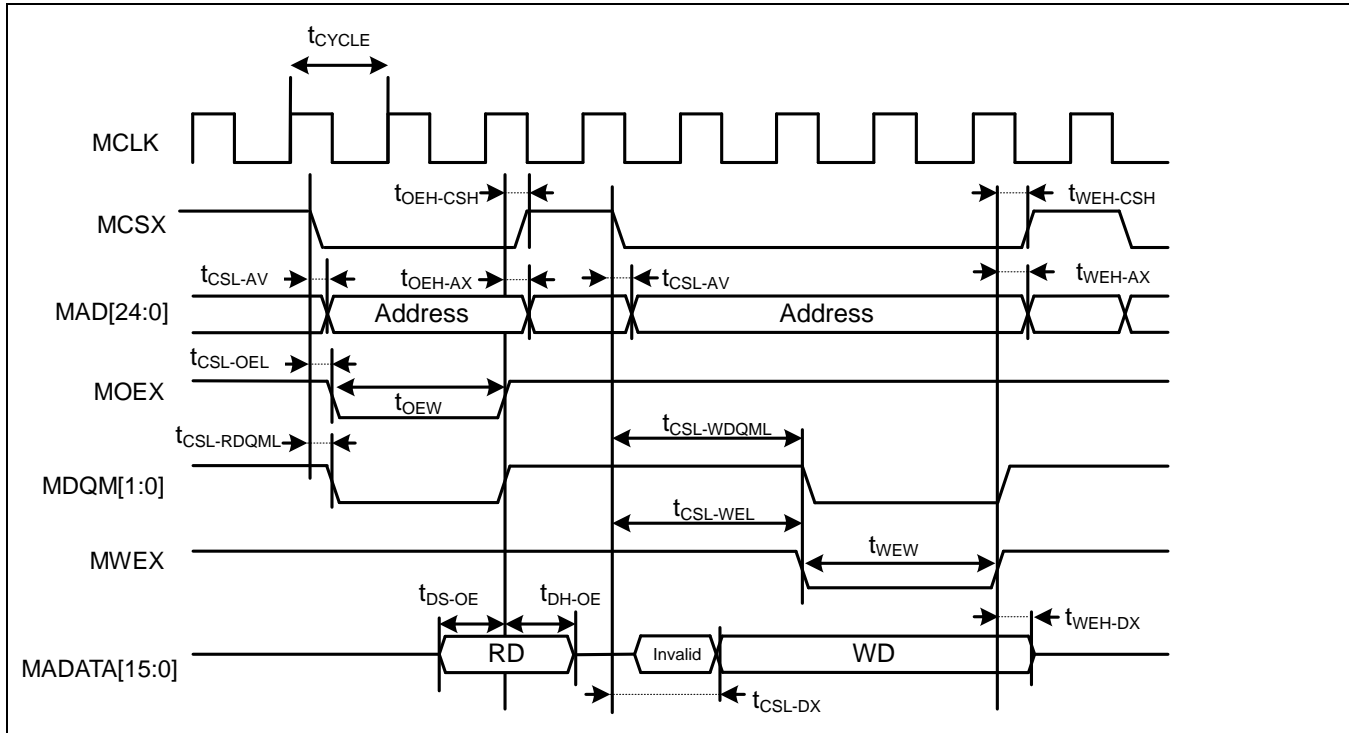 tCYCLE
MCLK
tOEH-CSH
tWEH-CSH
MCSX
tCSL-AV
tOEH-AX
tCSL-AV
tWEH-AX
MAD[24:0]
Address
Address
tCSL-OEL
MOEX
tOEW
tCSL-RDQML
tCSL-WDQML
MDQM[1:0]
tCSL-WEL
MWEX
tWEW
tDS-OE
tDH-OE
tWEH-DX
MADATA[15:0]
RD
Invalid
WD
tCSL-DX